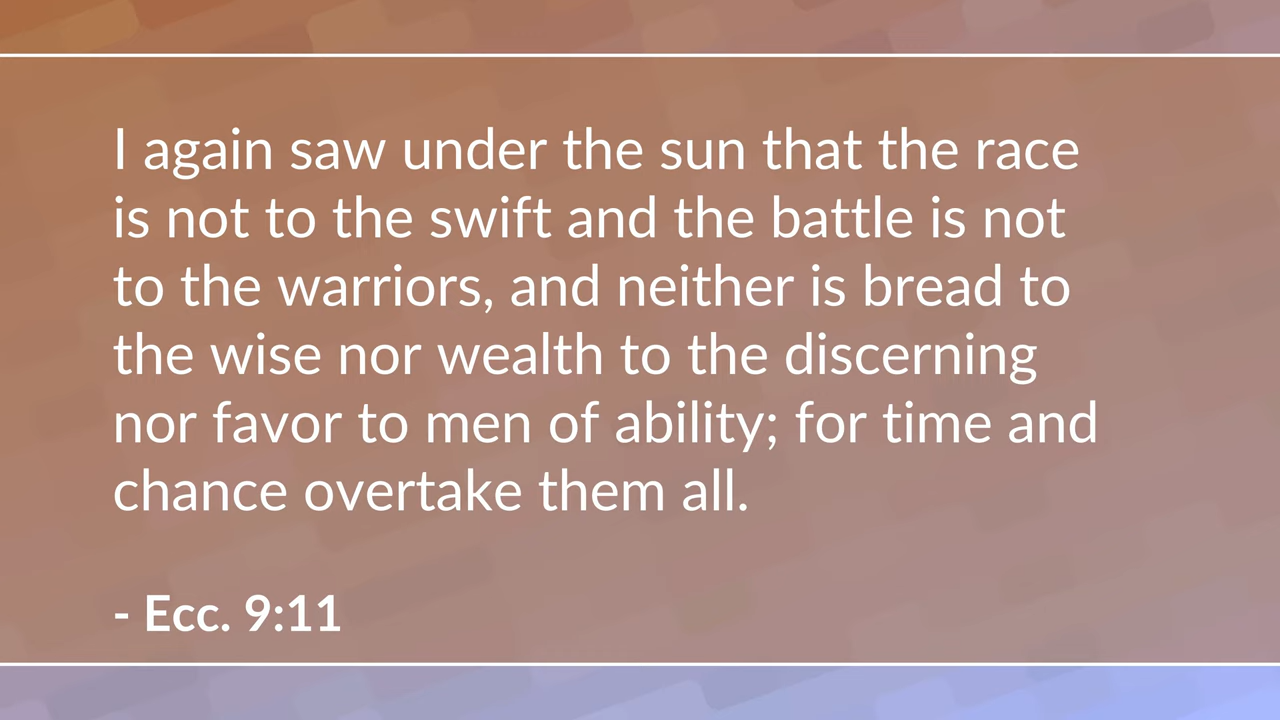 I again saw under the sun that the race
is not to the swift and the battle is not
to the warriors, and neither is bread to
the wise nor wealth to the discerning
nor favor to men of ability; for time and
chance overtake them all.
- Ecc. 9:11